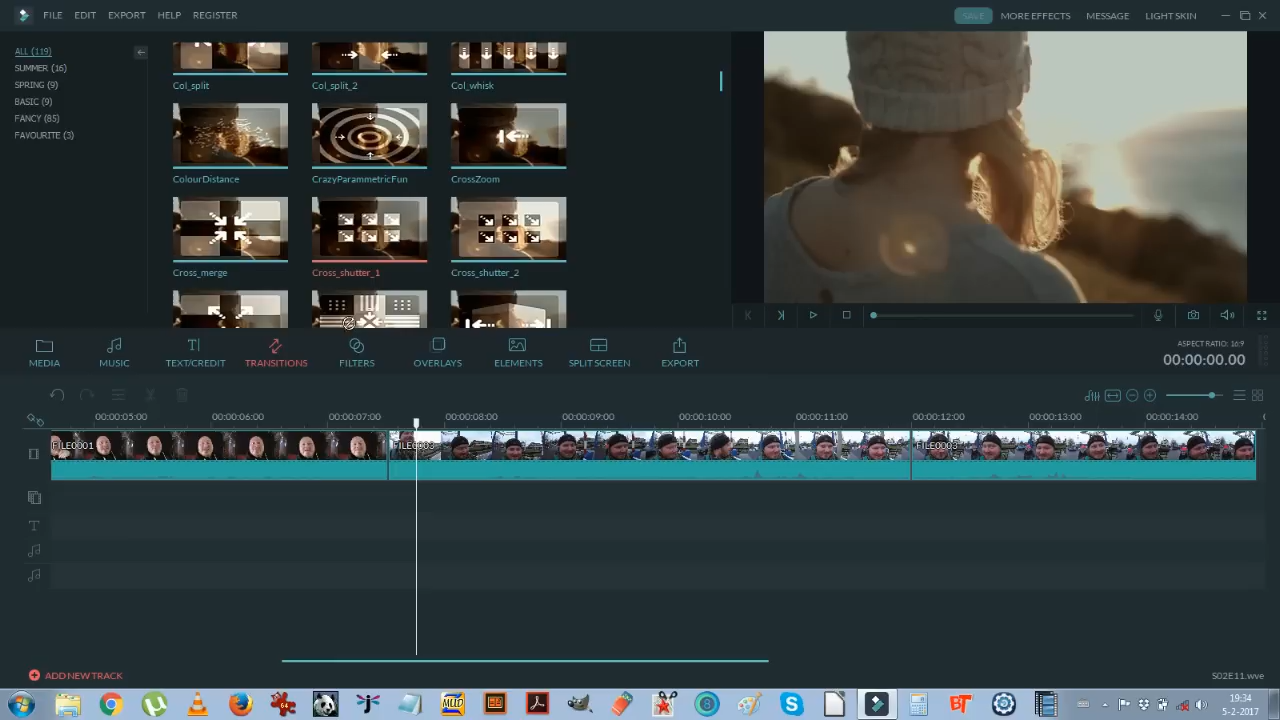 FILE EDIT EXPORT HELP REGISTER SAVE MORE EFFECTS MESSAGE LIGHT SKIN
ALL (119)
SUMMER (16)
SPRING (9)
BASIC (9)
FANCY (85)
FAVOURITE (3)
Col_split Col_split_2 Col_whisk
ColourDistance CrazyParammetricFun CrossZoom
Cross_merge Cross_shutter_1 Cross_shutter_2
MEDIA MUSIC TEXT/CREDIT TRANSITIONS FILTERS OVERLAYS ELEMENTS SPLIT SCREEN EXPORT
ASPECT RATIO: 16:9
00:00:00.00
00:00:05:00 00:00:06:00 00:00:07:00 00:00:08:00 00:00:09:00 00:00:10:00 00:00:11:00 00:00:12:00 00:00:13:00 00:00:14:00
FILE0001 FILE0003 FILE0003
ADD NEW TRACK
S02E11.wve
19:34
5-2-2017